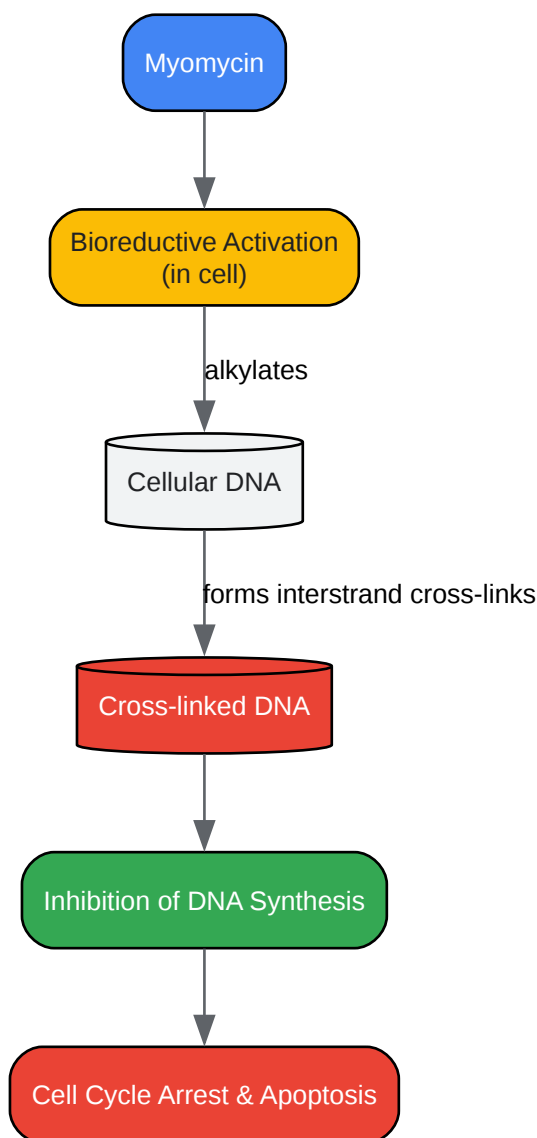 Myomycin
Bioreductive Activation
(in cell)
alkylates
Cellular DNA
forms interstrand cross-links
Cross-linked DNA
Inhibition of DNA Synthesis
Cell Cycle Arrest & Apoptosis